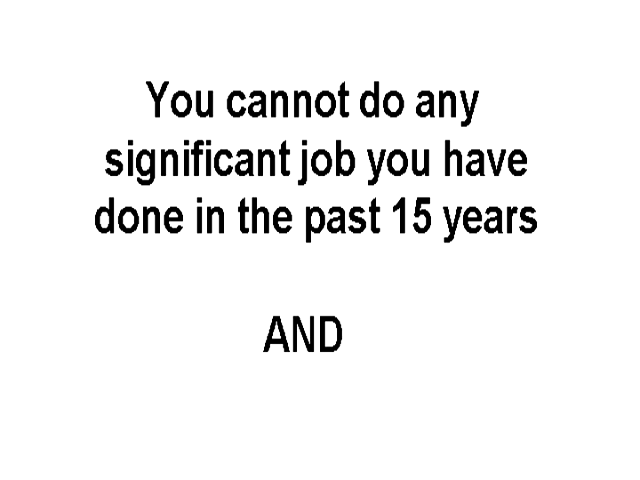 You cannot do any
significant job you have
done in the past 15 years
AND